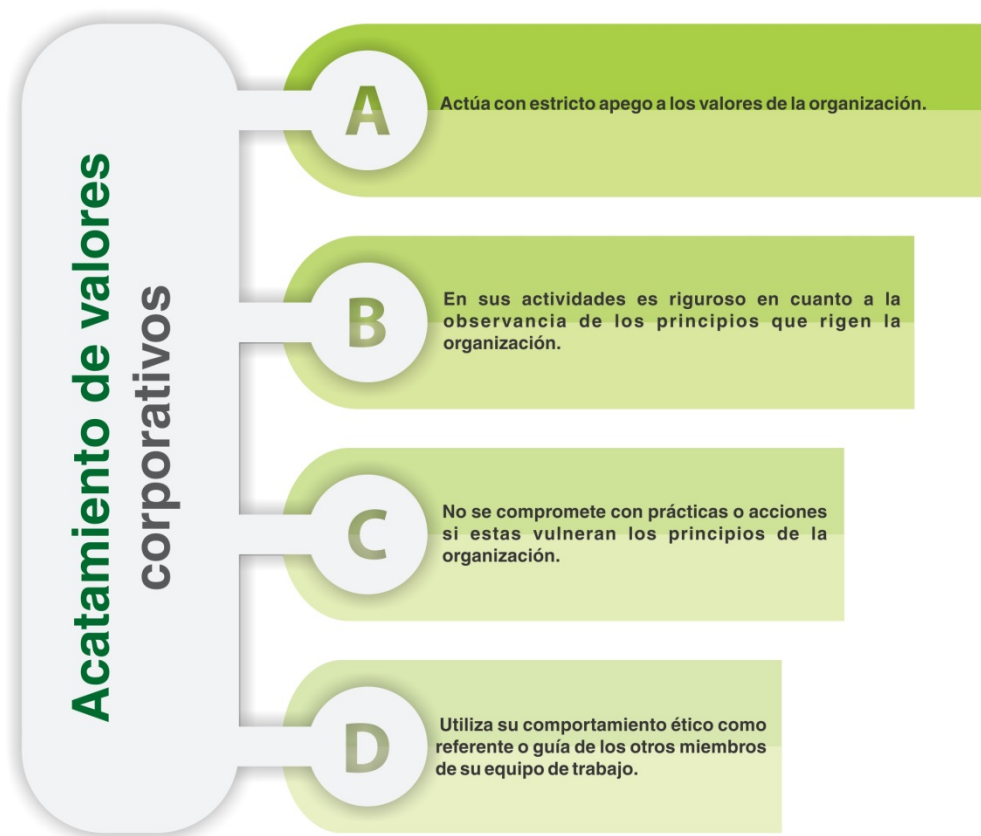 Acatamiento de valores
corporativos
A
Actúa con estricto apego a los valores de la organización.
B
En sus actividades es riguroso en cuanto a la
observancia de los principios que rigen la
organización.
C
No se compromete con prácticas o acciones
si estas vulneran los principios de la
organización.
D
Utiliza su comportamiento ético como
referente o guía de los otros miembros
de su equipo de trabajo.